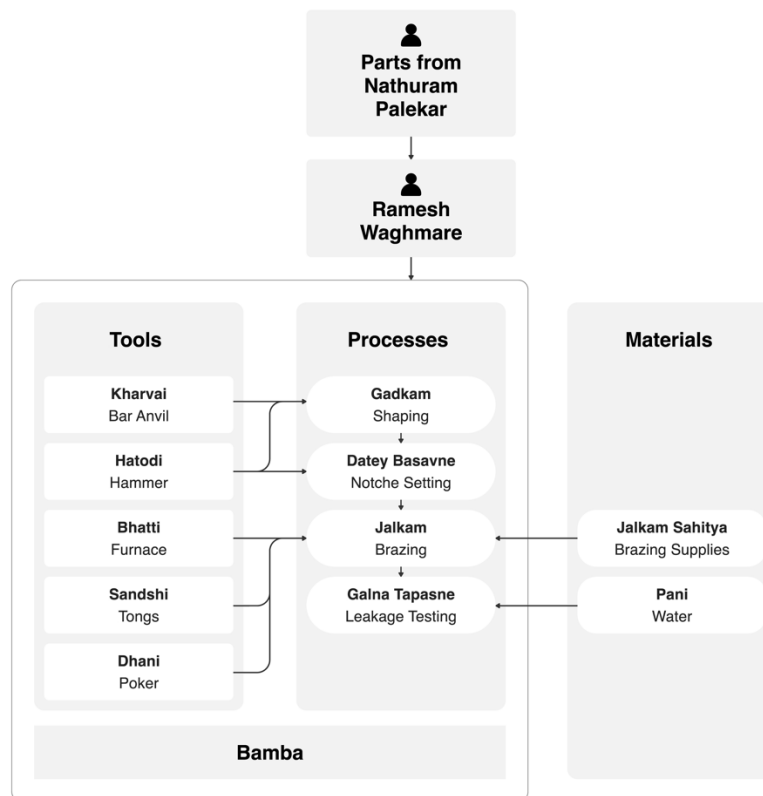 Parts from
Nathuram
Palekar
Ramesh
Waghmare
Tools
Kharvai
Bar Anvil
Hatodi
Hammer
Bhatti
Furnace
Sandshi
Tongs
Dhani
Poker
Processes
Gadkam
Shaping
Datey Basavne
Notche Setting
Jalkam
Brazing
Galna Tapasne
Leakage Testing
Materials
Jalkam Sahitya
Brazing Supplies
Pani
Water
Bamba